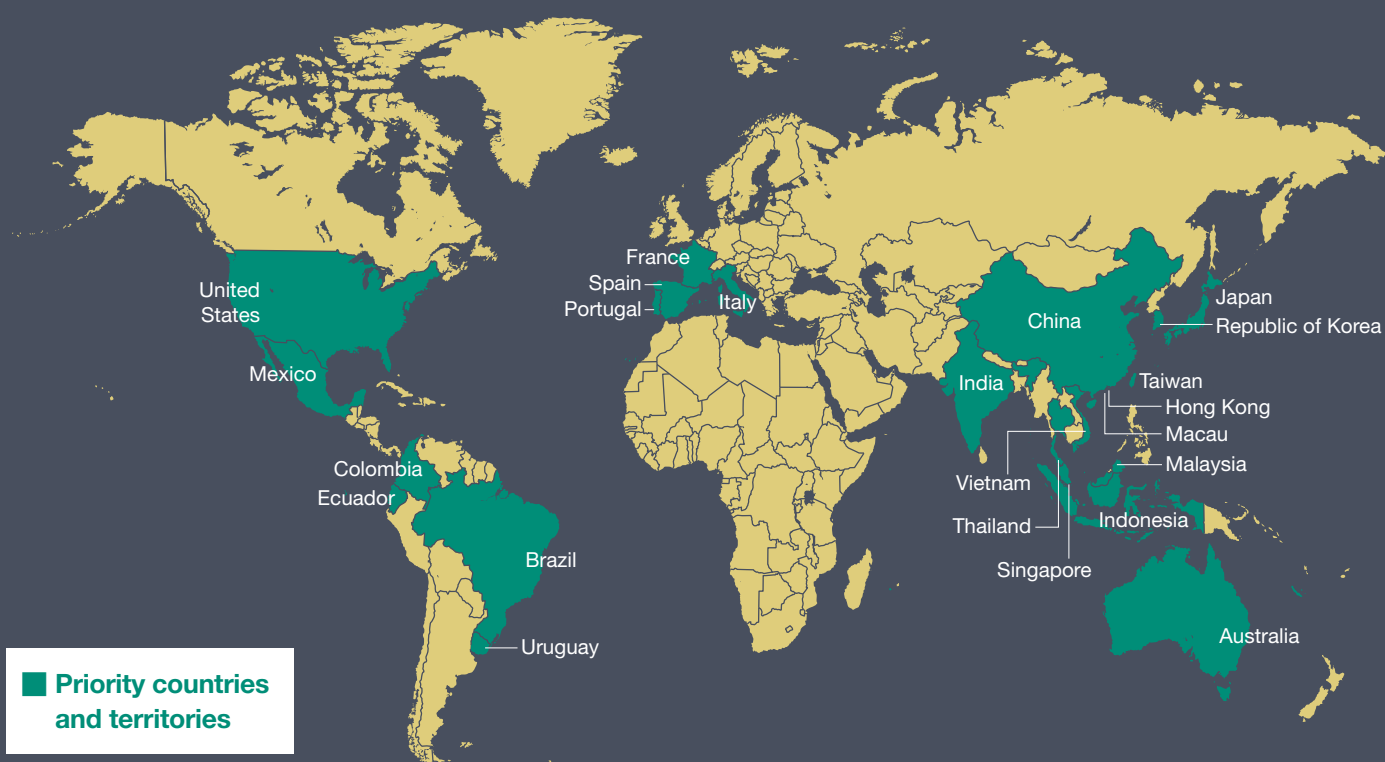 United
States
Mexico
Colombia
Ecuador
Brazil
Uruguay
France
Spain
Portugal
Italy
China
India
Japan
Republic of Korea
Taiwan
Hong Kong
Macau
Malaysia
Vietnam
Thailand
Indonesia
Singapore
Australia
Priority countries
and territories